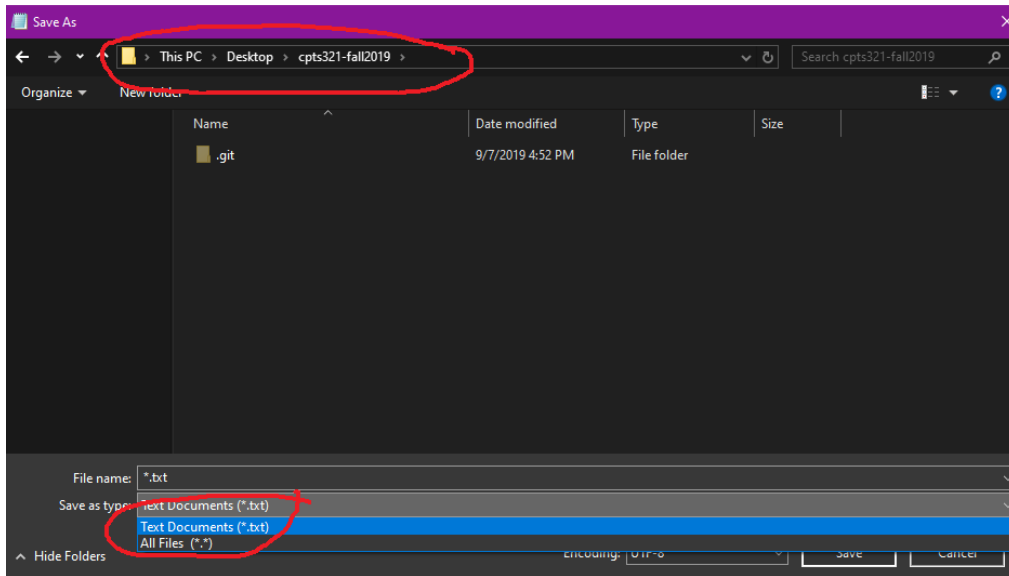 Save As
This PC > Desktop > cpts321-fall2019 >
Search cpts321-fall2019
Organize
New folder
Name Date modified Type Size
.git 9/7/2019 4:52 PM File folder
File name: *.txt
Save as type: Text Documents (*.txt)
Text Documents (*.txt)
All Files (*.*)
Hide Folders Encoding: UTF-8 Save Cancel